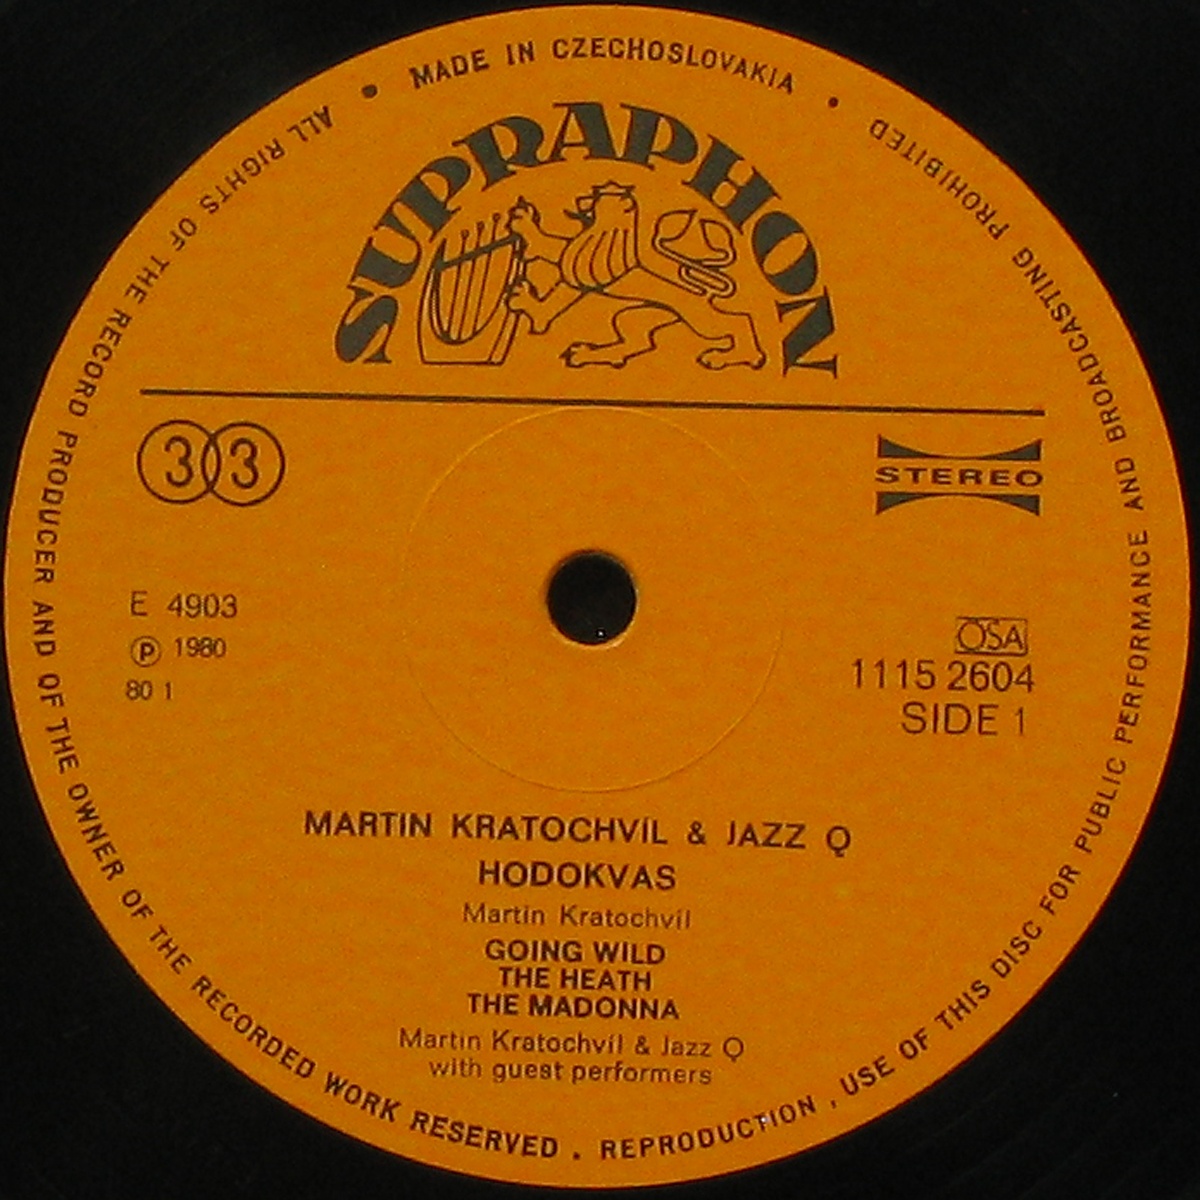 MADE IN CZECHOSLOVAKIA •
ALL RIGHTS OF THE RECORD PRODUCER AND OF THE OWNER OF THE RECORDED WORK RESERVED . REPRODUCTION , USE OF THIS DISC FOR PUBLIC PERFORMANCE AND BROADCASTING PROHIBITED •
SUPRAPHON
33
STEREO
E 4903
Ⓟ 1980
80 1
OSA
1115 2604
SIDE 1
MARTIN KRATOCHVÍL & JAZZ Q
HODOKVAS
Martin Kratochvíl
GOING WILD
THE HEATH
THE MADONNA
Martin Kratochvíl & Jazz Q
with guest performers